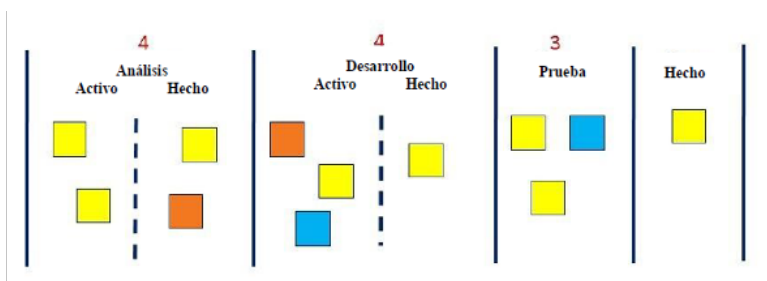 4
Análisis
Activo Hecho
4
Desarrollo
Activo Hecho
3
Prueba
Hecho